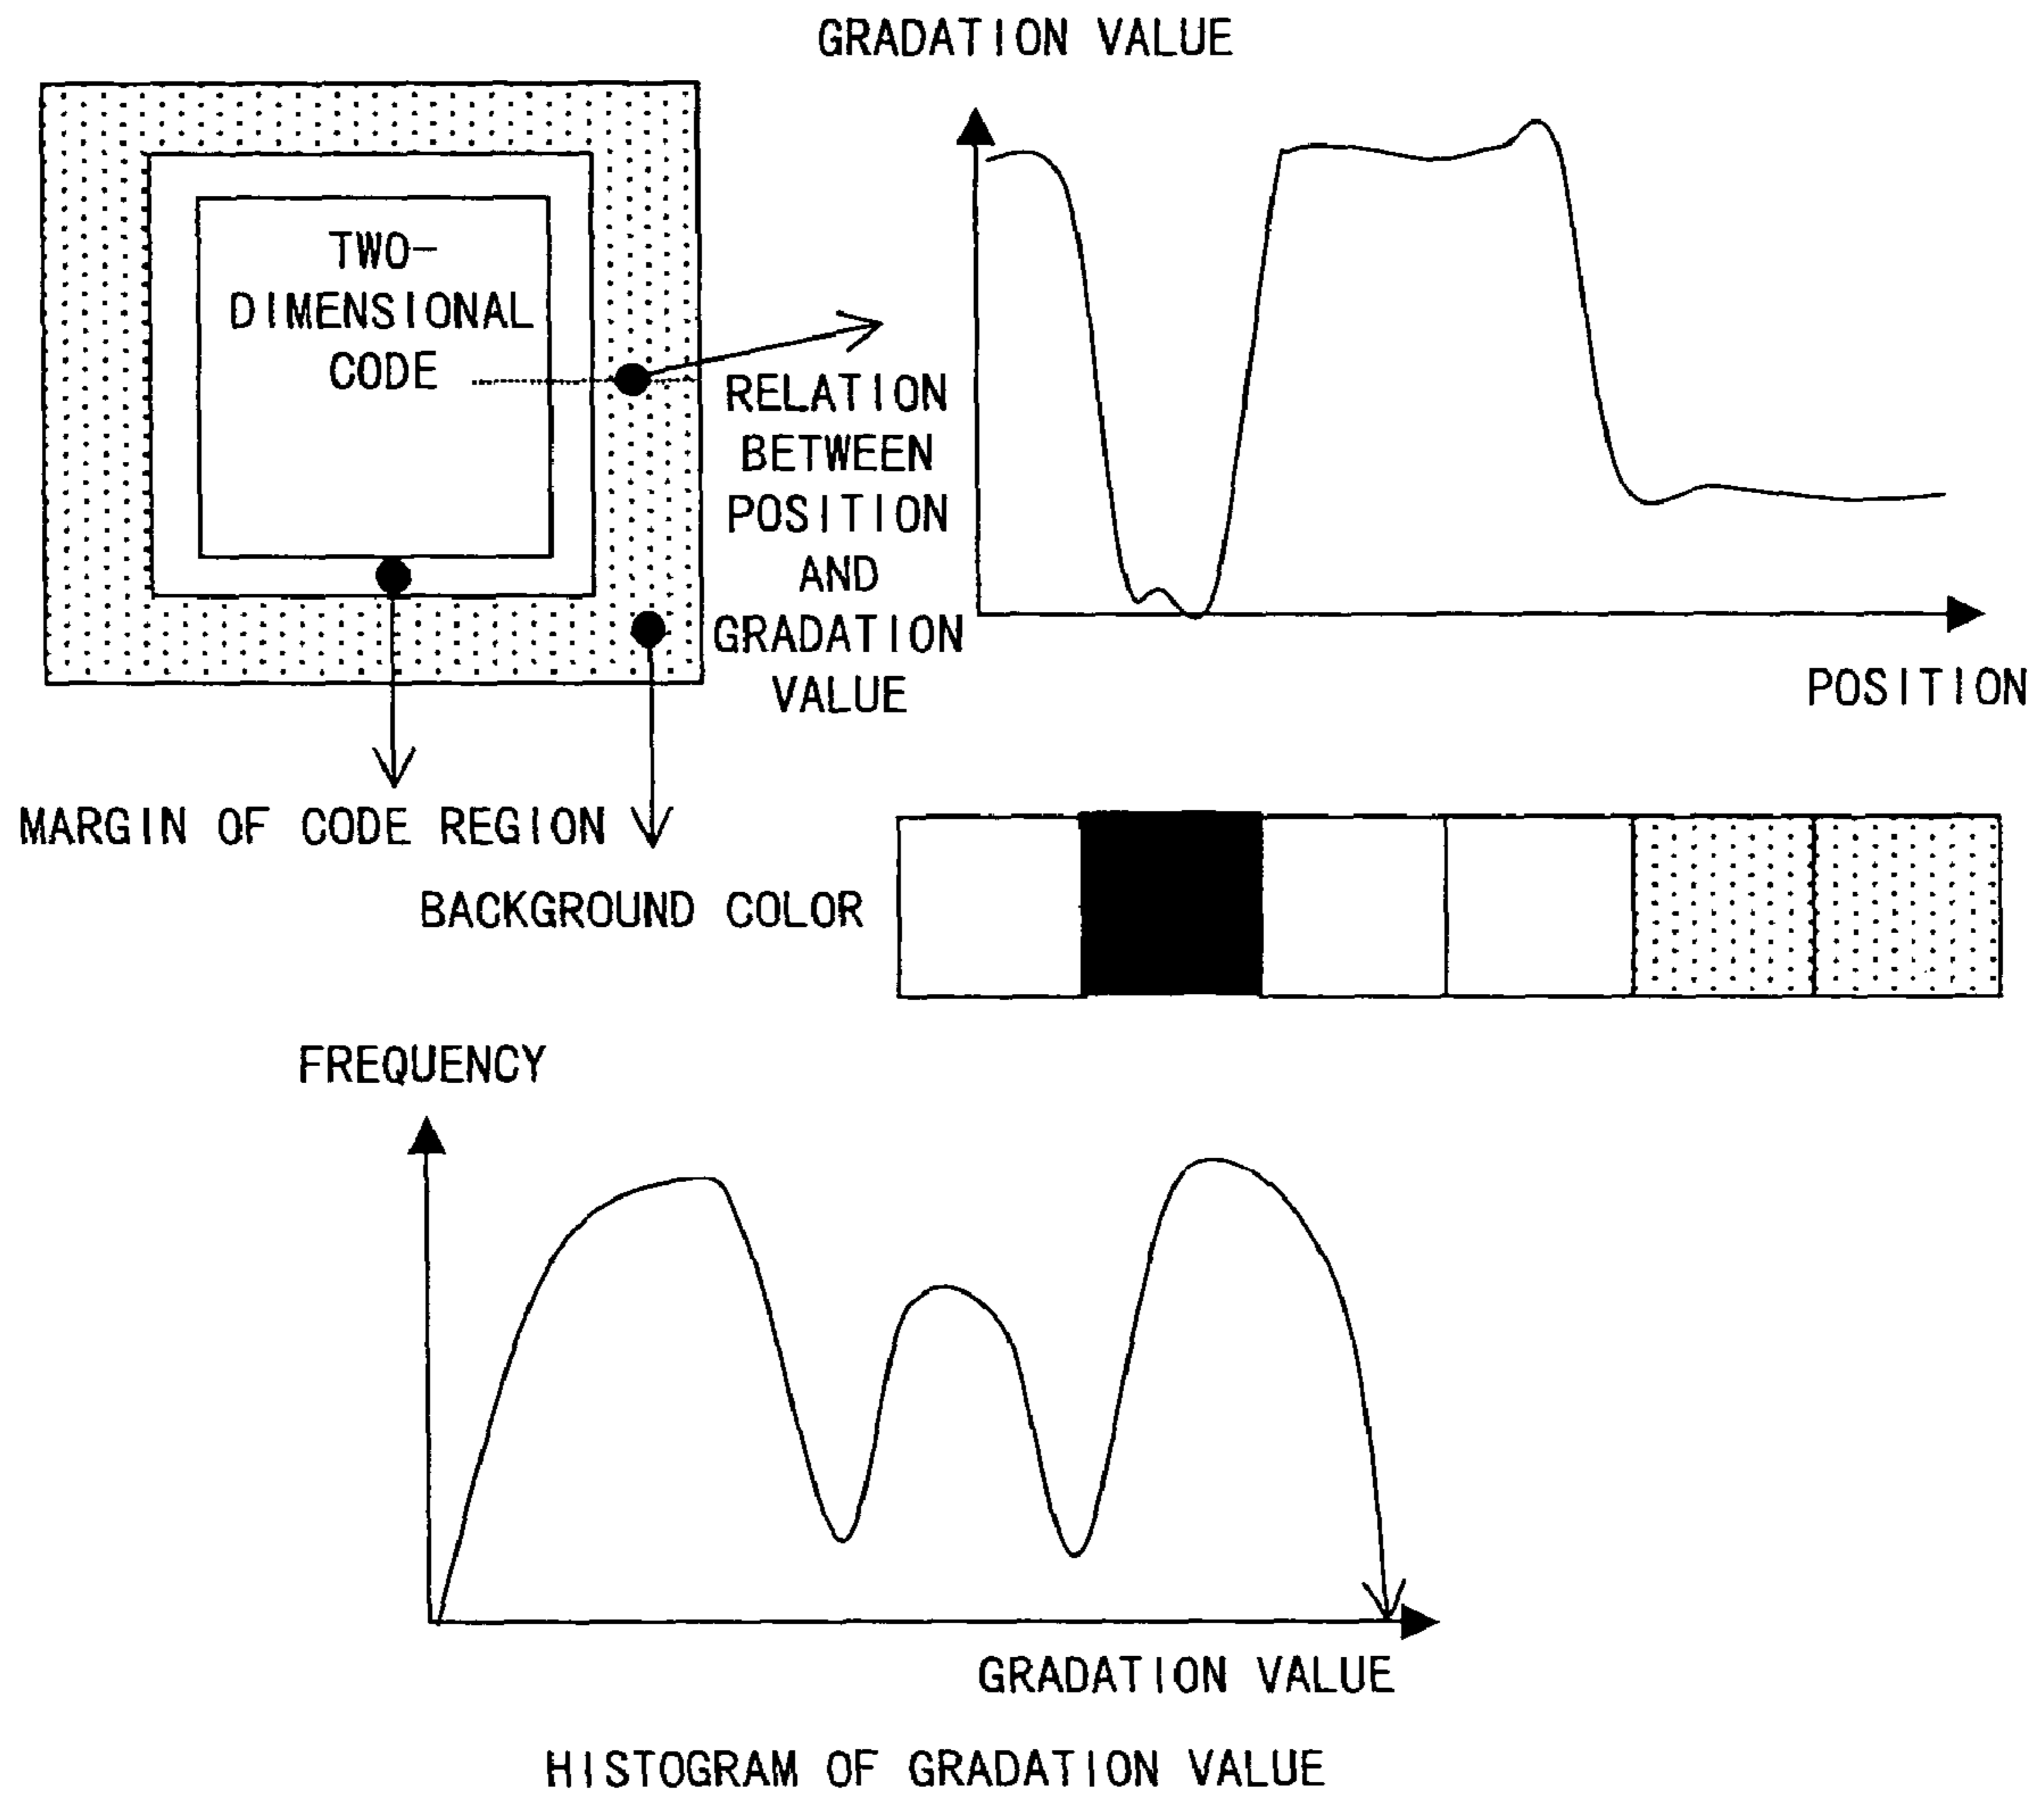 GRADATION VALUE
TWO-
DIMENSIONAL
CODE
RELATION
BETWEEN
POSITION
AND
GRADATION
VALUE
POSITION
MARGIN OF CODE REGION
BACKGROUND COLOR
FREQUENCY
GRADATION VALUE
HISTOGRAM OF GRADATION VALUE